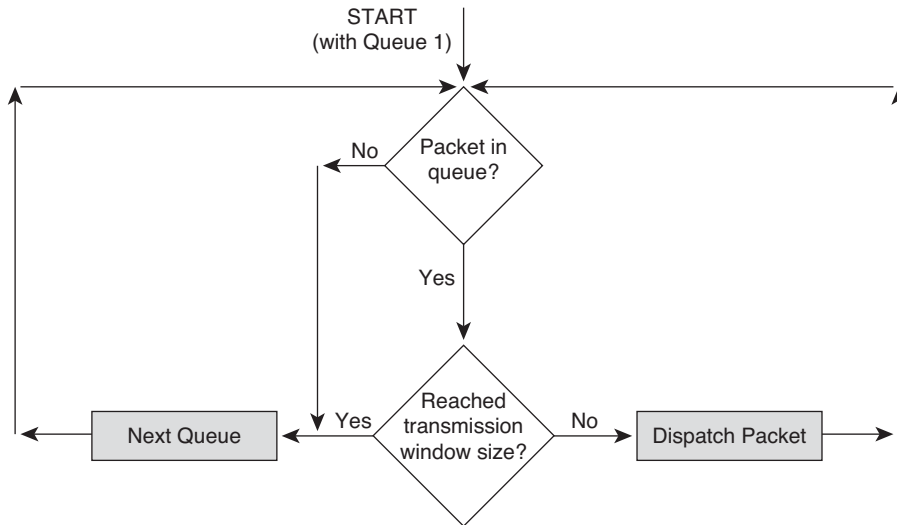 START
(with Queue 1)
Packet in
queue?
No
Yes
Reached
transmission
window size?
Yes
No
Next Queue
Dispatch Packet